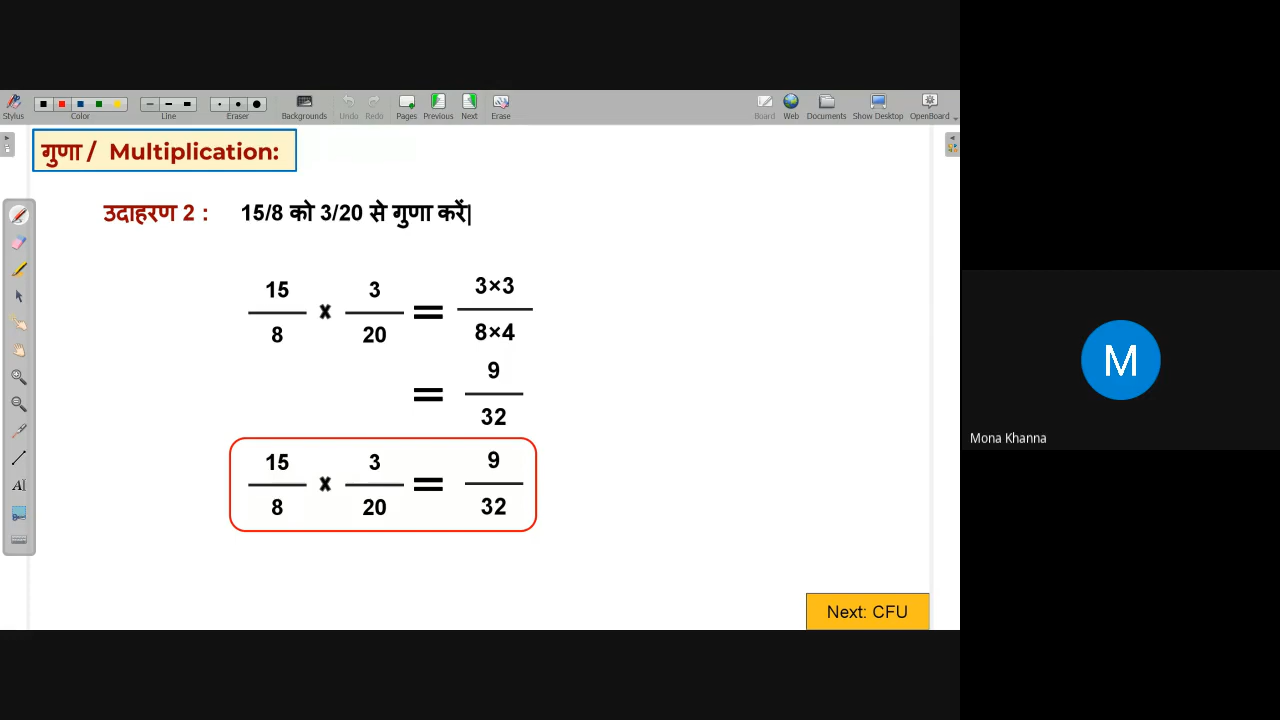 Stylus
Color
Line
Eraser
Backgrounds
Undo
Redo
Pages
Previous
Next
Erase
Board
Web
Documents
Show Desktop
OpenBoard
गुणा / Multiplication:
उदाहरण 2 : 15/8 को 3/20 से गुणा करें|
15/8 x 3/20 = 3×3/8×4
= 9/32
15/8 x 3/20 = 9/32
Next: CFU
M
Mona Khanna